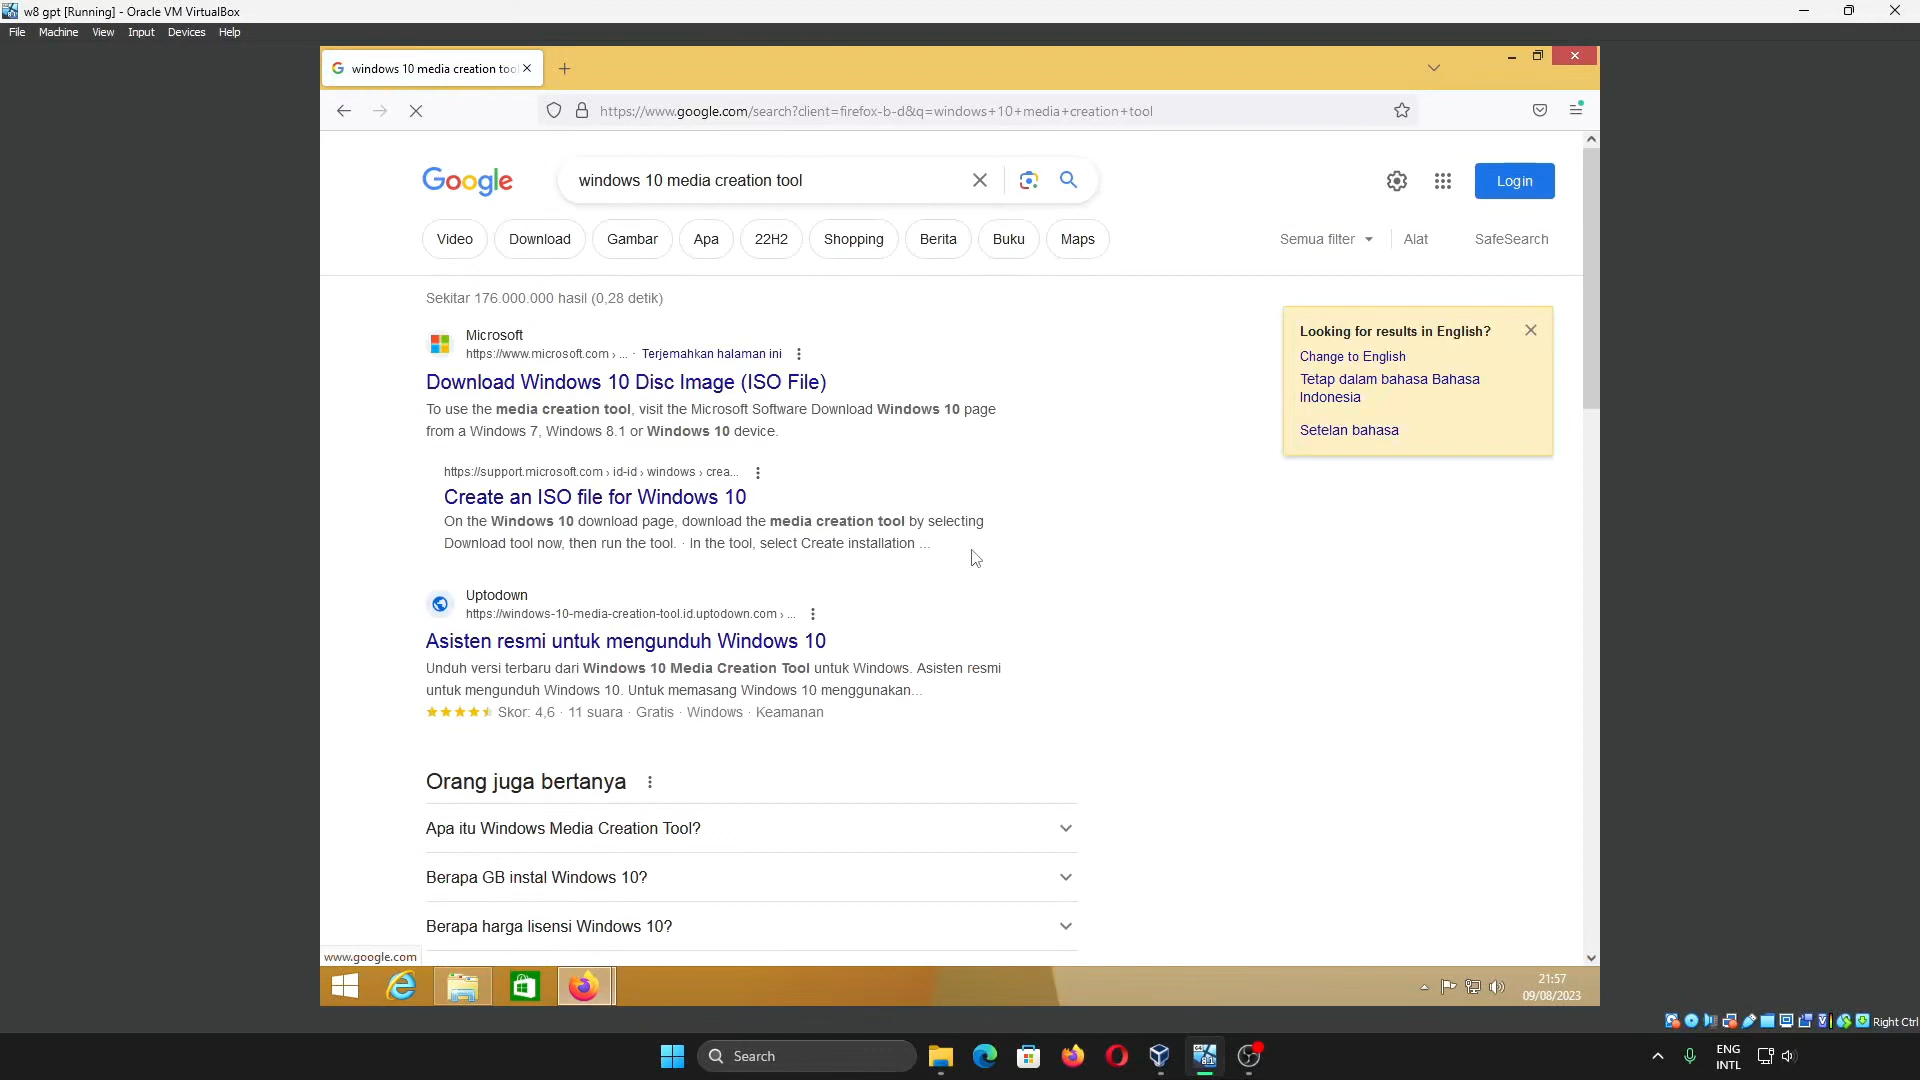 w8 gpt [Running] - Oracle VM VirtualBox
File Machine View Input Devices Help
windows 10 media creation tool
https://www.google.com/search?client=firefox-b-d&q=windows+10+media+creation+tool
Google
windows 10 media creation tool
Login
Video
Download
Gambar
Apa
22H2
Shopping
Berita
Buku
Maps
Semua filter
Alat
SafeSearch
Sekitar 176.000.000 hasil (0,28 detik)
Microsoft
https://www.microsoft.com › ... · Terjemahkan halaman ini
Download Windows 10 Disc Image (ISO File)
To use the media creation tool, visit the Microsoft Software Download Windows 10 page
from a Windows 7, Windows 8.1 or Windows 10 device.
https://support.microsoft.com › id-id › windows › crea...
Create an ISO file for Windows 10
On the Windows 10 download page, download the media creation tool by selecting
Download tool now, then run the tool. · In the tool, select Create installation ...
Uptodown
https://windows-10-media-creation-tool.id.uptodown.com › ...
Asisten resmi untuk mengunduh Windows 10
Unduh versi terbaru dari Windows 10 Media Creation Tool untuk Windows. Asisten resmi
untuk mengunduh Windows 10. Untuk memasang Windows 10 menggunakan...
Skor: 4,6 · 11 suara · Gratis · Windows · Keamanan
Orang juga bertanya
Apa itu Windows Media Creation Tool?
Berapa GB instal Windows 10?
Berapa harga lisensi Windows 10?
Looking for results in English?
Change to English
Tetap dalam bahasa Bahasa
Indonesia
Setelan bahasa
www.google.com
21:57
09/08/2023
Right Ctrl
Search
ENG
INTL